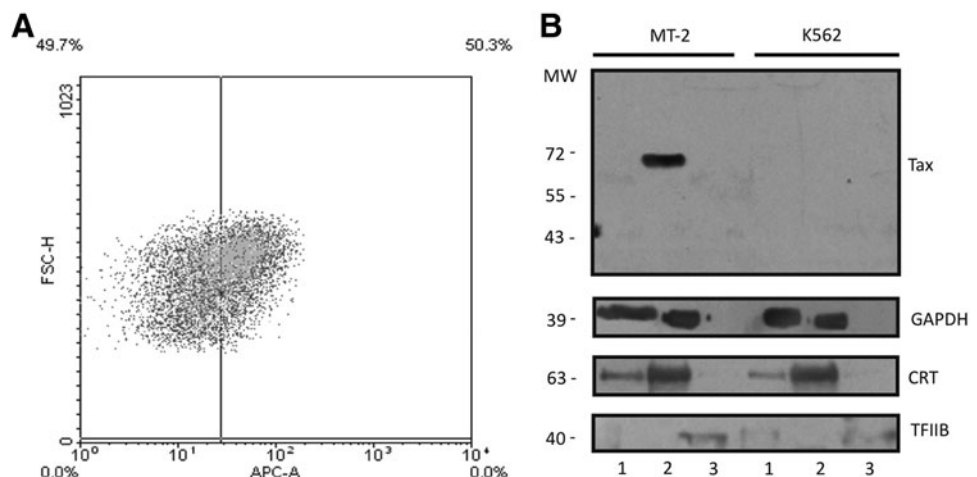 A
49.7%
50.3%
1023
FSC-H
0
10⁰
10¹
10²
10³
10⁴
0.0%
APC-A
0.0%
B
MT-2
K562
MW
72 -
55 -
43 -
Tax
39 -
GAPDH
63 -
CRT
40 -
TFIIB
1 2 3 1 2 3